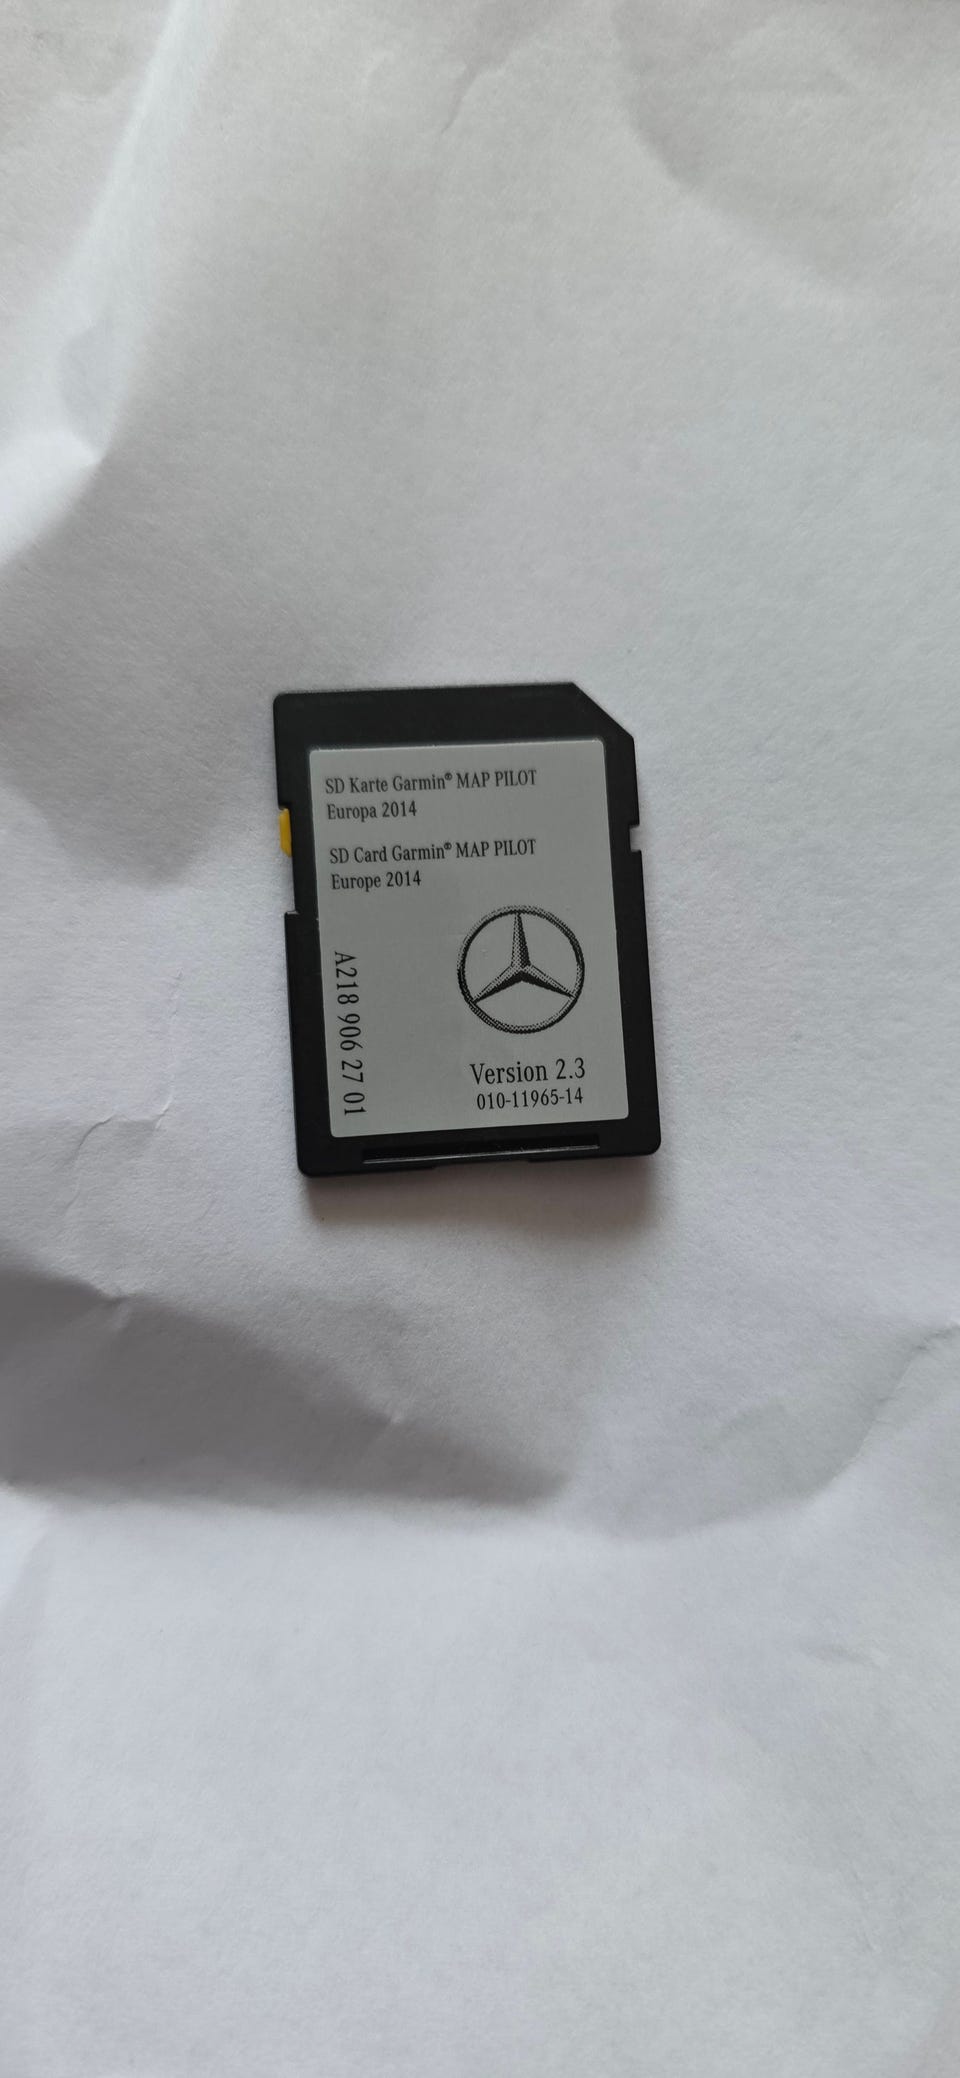 SD Karte Garmin® MAP PILOT
Europa 2014
SD Card Garmin® MAP PILOT
Europe 2014
A218 906 27 01
Version 2.3
010-11965-14